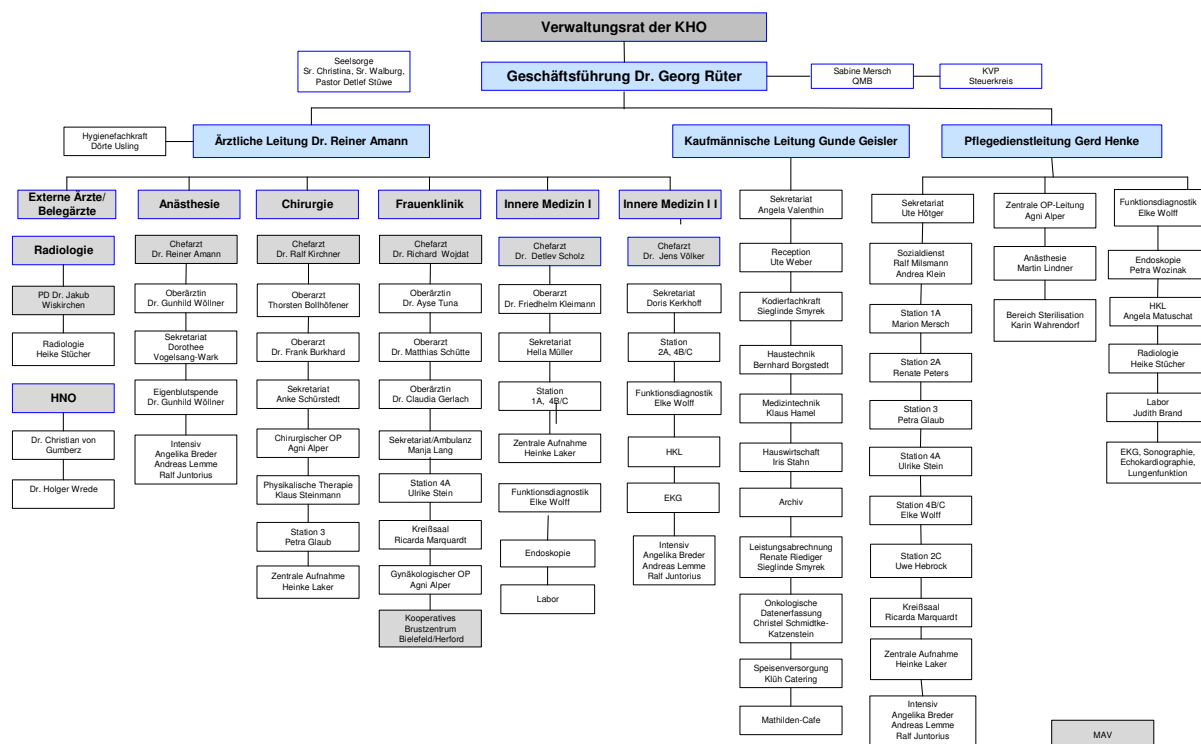 Verwaltungsrat der KHO
Seelsorge
Sr. Christina, Sr. Walburg,
Pastor Detlef Stüwe
Geschäftsführung Dr. Georg Rüter
Sabine Mersch
QMB
KVP
Steuerkreis
Hygienefachkraft
Dörte Usling
Ärztliche Leitung Dr. Reiner Amann
Kaufmännische Leitung Gunde Geisler
Pflegedienstleitung Gerd Henke
Externe Ärzte/
Belegärzte
Radiologie
PD Dr. Jakub
Wiskirchen
Radiologie
Heike Stücher
HNO
Dr. Christian von
Gumberz
Dr. Holger Wrede
Anästhesie
Chefarzt
Dr. Reiner Amann
Oberärztin
Dr. Gunhild Wöllner
Sekretariat
Dorothee
Vogelsang-Wark
Eigenblutspende
Dr. Gunhild Wöllner
Intensiv
Angelika Breder
Andreas Lemme
Ralf Juntorius
Chirurgie
Chefarzt
Dr. Ralf Kirchner
Oberarzt
Thorsten Bollhöfener
Oberarzt
Dr. Frank Burkhard
Sekretariat
Anke Schürstedt
Chirurgischer OP
Agni Alper
Physikalische Therapie
Klaus Steinmann
Station 3
Petra Glaub
Zentrale Aufnahme
Heinke Laker
Frauenklinik
Chefarzt
Dr. Richard Wojdat
Oberärztin
Dr. Ayse Tuna
Oberarzt
Dr. Matthias Schütte
Oberärztin
Dr. Claudia Gerlach
Sekretariat/Ambulanz
Manja Lang
Station 4A
Ulrike Stein
Kreißsaal
Ricarda Marquardt
Gynäkologischer OP
Agni Alper
Kooperatives
Brustzentrum
Bielefeld/Herford
Innere Medizin I
Chefarzt
Dr. Detlev Scholz
Oberarzt
Dr. Friedhelm Kleimann
Sekretariat
Hella Müller
Station
1A, 4B/C
Zentrale Aufnahme
Heinke Laker
Funktionsdiagnostik
Elke Wolff
Endoskopie
Labor
Innere Medizin I I
Chefarzt
Dr. Jens Völker
Sekretariat
Doris Kerkhoff
Station
2A, 4B/C
Funktionsdiagnostik
Elke Wolff
HKL
EKG
Intensiv
Angelika Breder
Andreas Lemme
Ralf Juntorius
Sekretariat
Angela Valenthin
Reception
Ute Weber
Kodierfachkraft
Sieglinde Smyrek
Haustechnik
Bernhard Borgstedt
Medizintechnik
Klaus Hamel
Hauswirtschaft
Iris Stahn
Archiv
Leistungsabrechnung
Renate Riediger
Sieglinde Smyrek
Onkologische
Datenerfassung
Christel Schmidtke-
Katzenstein
Speisenversorgung
Klüh Catering
Mathilden-Cafe
Sekretariat
Ute Hötger
Sozialdienst
Ralf Milsmann
Andrea Klein
Station 1A
Marion Mersch
Station 2A
Renate Peters
Station 3
Petra Glaub
Station 4A
Ulrike Stein
Station 4B/C
Elke Wolff
Station 2C
Uwe Hebrock
Kreißsaal
Ricarda Marquardt
Zentrale Aufnahme
Heinke Laker
Intensiv
Angelika Breder
Andreas Lemme
Ralf Juntorius
Zentrale OP-Leitung
Agni Alper
Anästhesie
Martin Lindner
Bereich Sterilisation
Karin Wahrendorf
Funktionsdiagnostik
Elke Wolff
Endoskopie
Petra Wozinak
HKL
Angela Matuschat
Radiologie
Heike Stücher
Labor
Judith Brand
EKG, Sonographie,
Echokardiographie,
Lungenfunktion
MAV